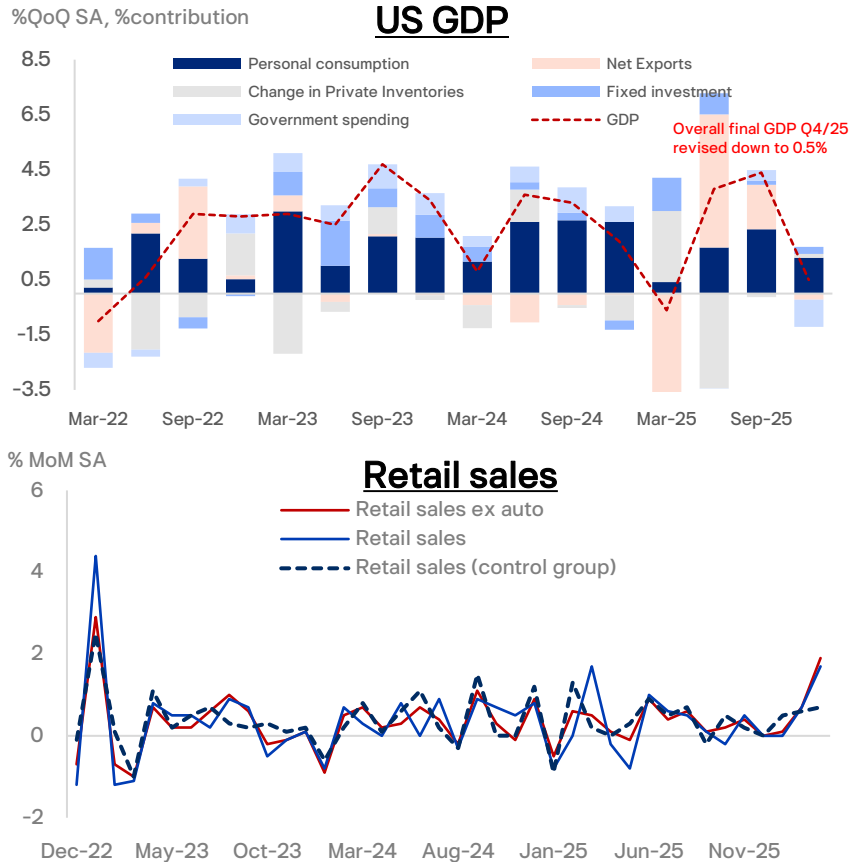 %QoQ SA, %contribution
US GDP
8.5
6.5
4.5
2.5
0.5
-1.5
-3.5
Personal consumption
Net Exports
Change in Private Inventories
Fixed investment
Government spending
GDP
Overall final GDP Q4/25
revised down to 0.5%
Mar-22 Sep-22 Mar-23 Sep-23 Mar-24 Sep-24 Mar-25 Sep-25
% MoM SA
Retail sales
6
4
2
0
-2
Retail sales ex auto
Retail sales
Retail sales (control group)
Dec-22 May-23 Oct-23 Mar-24 Aug-24 Jan-25 Jun-25 Nov-25